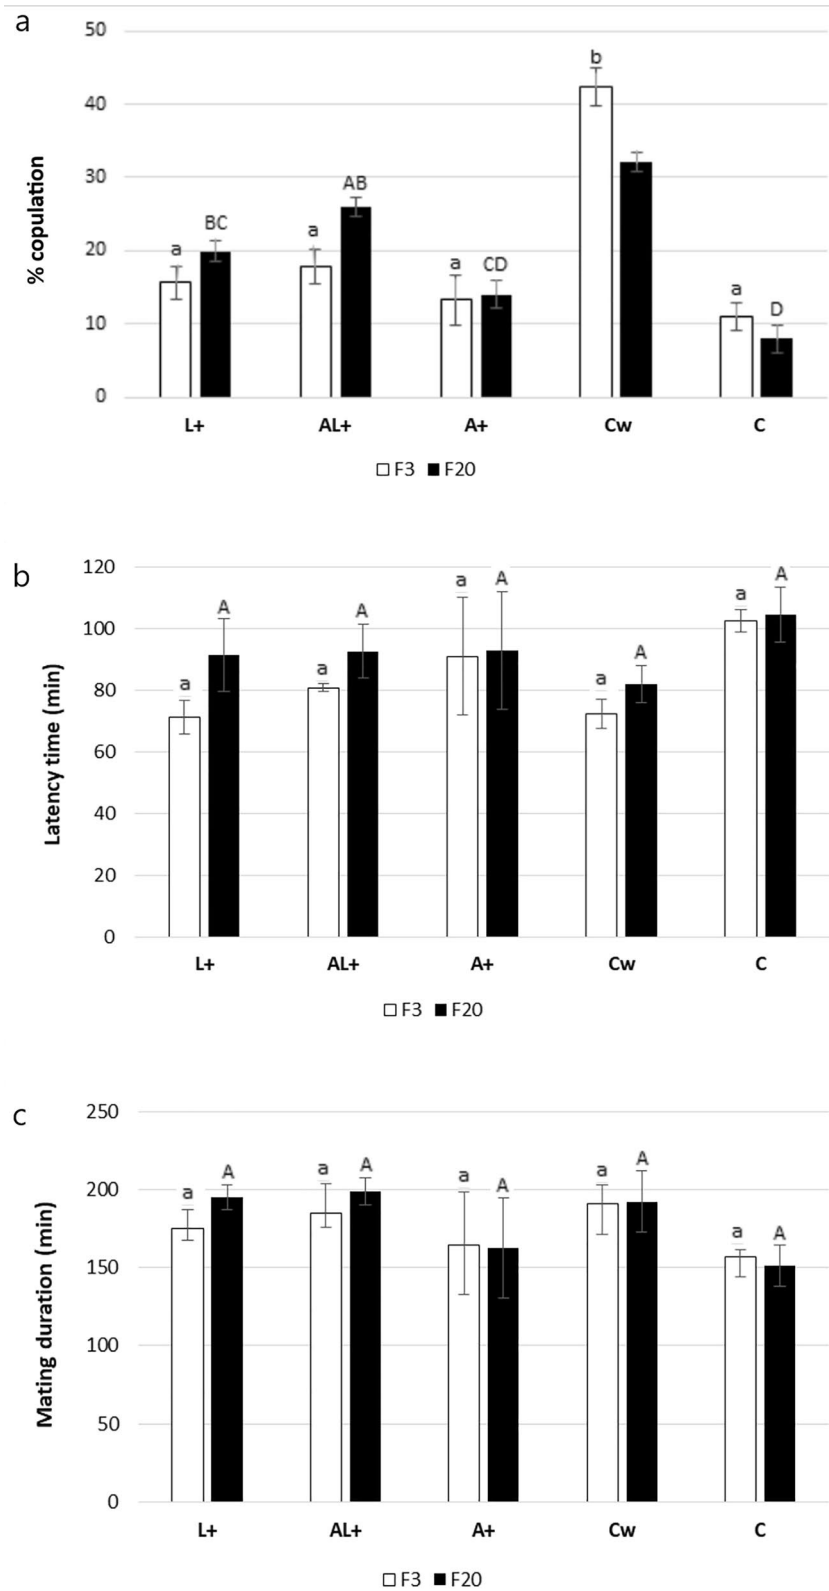 a
50
40
30
20
10
0
% copulation
a BC a AB a CD b a D
L+ AL+ A+ Cw C
F3 F20
b
120
100
80
60
40
20
0
Latency time (min)
a A a A a A a A a A
L+ AL+ A+ Cw C
F3 F20
c
250
200
150
100
50
0
Mating duration (min)
a A a A a A a A a A
L+ AL+ A+ Cw C
F3 F20